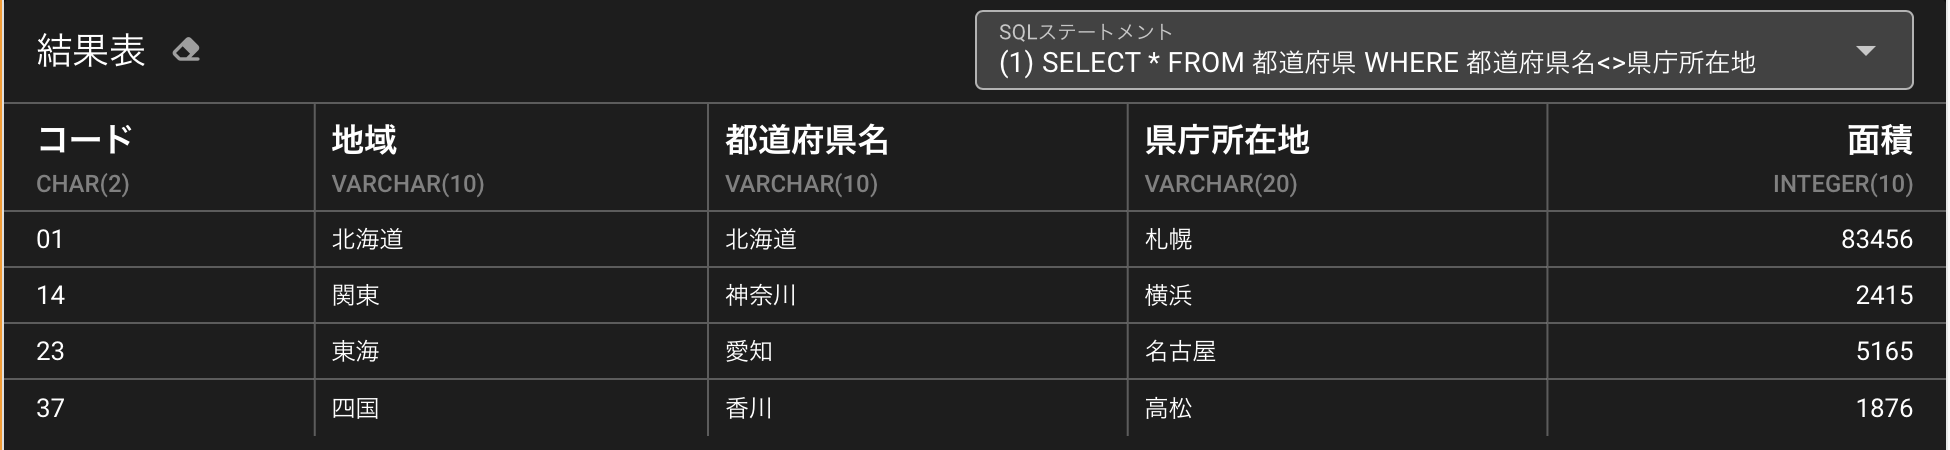 結果表
SQLステートメント
(1) SELECT * FROM 都道府県 WHERE 都道府県名<>県庁所在地
コード 地域 都道府県名 県庁所在地 面積
CHAR(2) VARCHAR(10) VARCHAR(10) VARCHAR(20) INTEGER(10)
01 北海道 北海道 札幌 83456
14 関東 神奈川 横浜 2415
23 東海 愛知 名古屋 5165
37 四国 香川 高松 1876